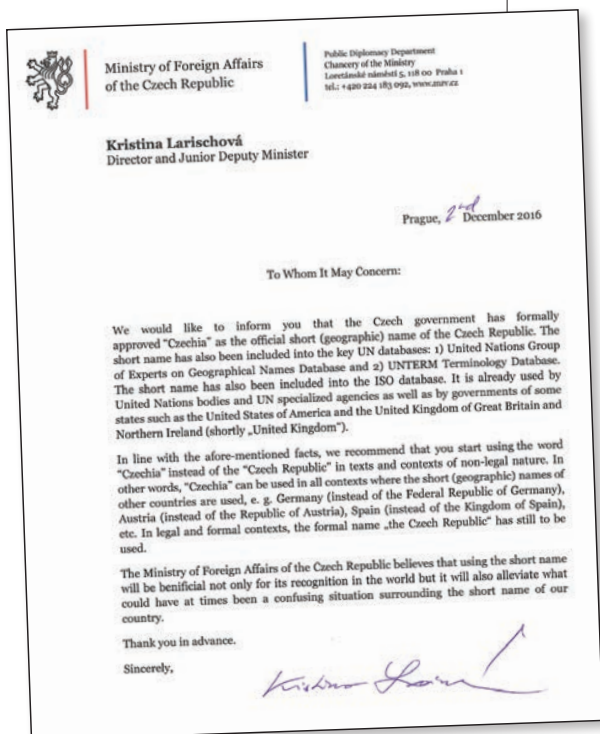 Ministry of Foreign Affairs
of the Czech Republic
Public Diplomacy Department
Chancery of the Ministry
Loretánské náměstí 5, 118 00 Praha 1
tel.: +420 224 183 092, www.mzv.cz
Kristina Larischová
Director and Junior Deputy Minister
Prague, 2nd December 2016
To Whom It May Concern:
We would like to inform you that the Czech government has formally
approved "Czechia" as the official short (geographic) name of the Czech Republic. The
short name has also been included into the key UN databases: 1) United Nations Group
of Experts on Geographical Names Database and 2) UNTERM Terminology Database.
The short name has also been included into the ISO database. It is already used by
United Nations bodies and UN specialized agencies as well as by governments of some
states such as the United States of America and the United Kingdom of Great Britain and
Northern Ireland (shortly „United Kingdom").
In line with the afore-mentioned facts, we recommend that you start using the word
"Czechia" instead of the "Czech Republic" in texts and contexts of non-legal nature. In
other words, "Czechia" can be used in all contexts where the short (geographic) names of
other countries are used, e. g. Germany (instead of the Federal Republic of Germany),
Austria (instead of the Republic of Austria), Spain (instead of the Kingdom of Spain),
etc. In legal and formal contexts, the formal name „the Czech Republic" has still to be
used.
The Ministry of Foreign Affairs of the Czech Republic believes that using the short name
will be benificial not only for its recognition in the world but it will also alleviate what
could have at times been a confusing situation surrounding the short name of our
country.
Thank you in advance.
Sincerely,
Kristina